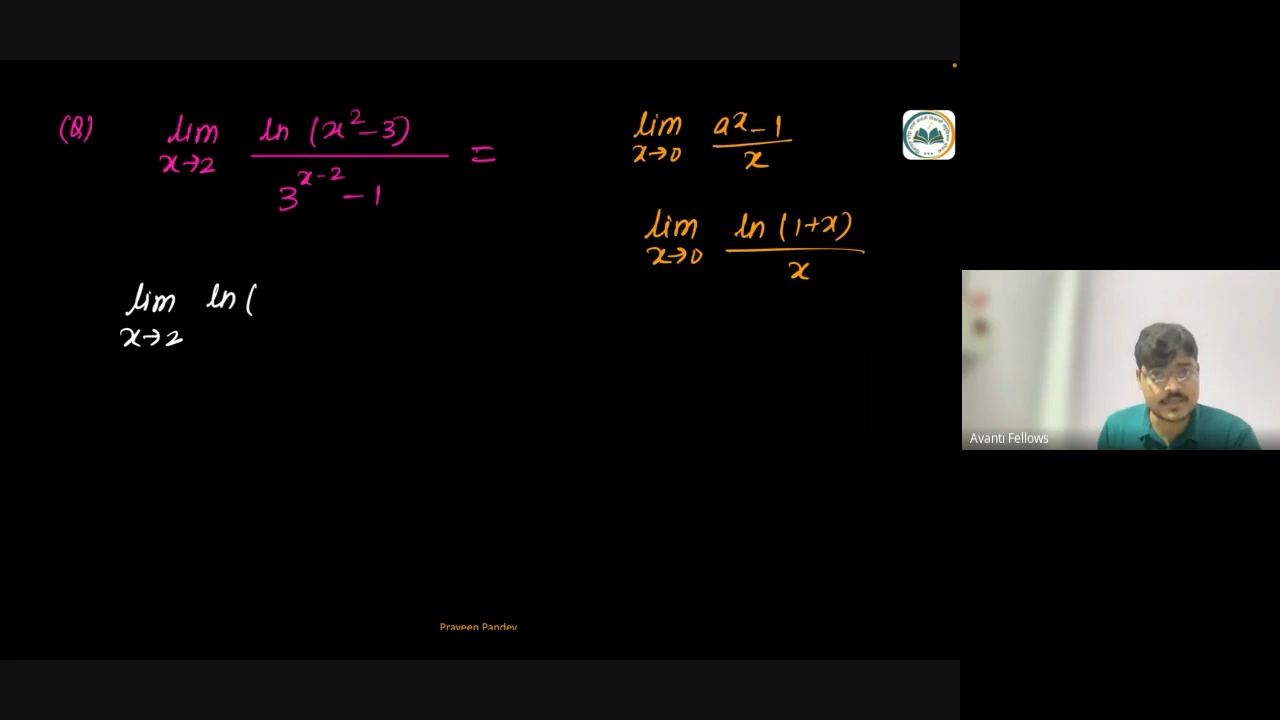 (Q) lim x→2 ln (x²-3) / 3^(x-2) - 1 =
lim x→0 a^x - 1 / x
lim x→0 ln (1+x) / x
lim x→2 ln (
Avanti Fellows
Praveen Pandey